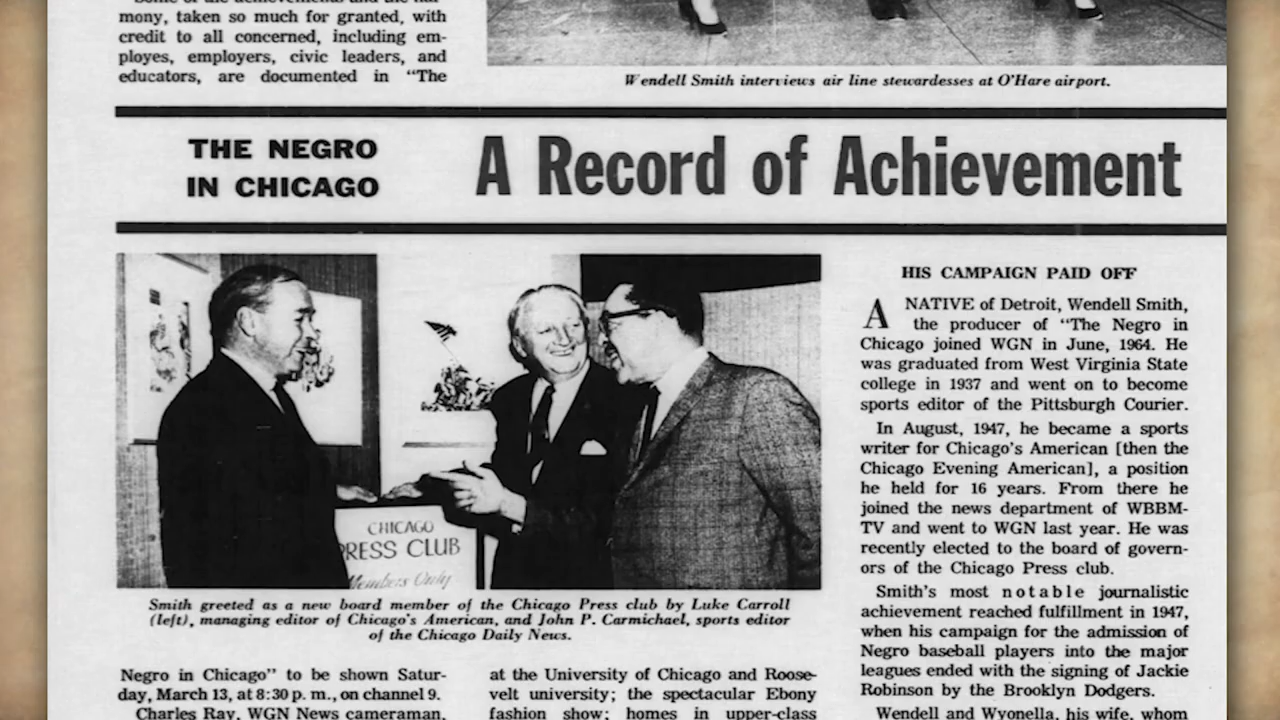 mony, taken so much for granted, with
credit to all concerned, including em-
ployes, employers, civic leaders, and
educators, are documented in "The
Wendell Smith interviews air line stewardesses at O'Hare airport.
THE NEGRO
IN CHICAGO
A Record of Achievement
CHICAGO
PRESS CLUB
Members Only
Smith greeted as a new board member of the Chicago Press club by Luke Carroll
(left), managing editor of Chicago's American, and John P. Carmichael, sports editor
of the Chicago Daily News.
Negro in Chicago" to be shown Satur-
day, March 13, at 8:30 p. m., on channel 9.
Charles Ray, WGN News cameraman,
at the University of Chicago and Roose-
velt university; the spectacular Ebony
fashion show; homes in upper-class
HIS CAMPAIGN PAID OFF
A NATIVE of Detroit, Wendell Smith,
the producer of "The Negro in
Chicago joined WGN in June, 1964. He
was graduated from West Virginia State
college in 1937 and went on to become
sports editor of the Pittsburgh Courier.
In August, 1947, he became a sports
writer for Chicago's American [then the
Chicago Evening American], a position
he held for 16 years. From there he
joined the news department of WBBM-
TV and went to WGN last year. He was
recently elected to the board of govern-
ors of the Chicago Press club.
Smith's most notable journalistic
achievement reached fulfillment in 1947,
when his campaign for the admission of
Negro baseball players into the major
leagues ended with the signing of Jackie
Robinson by the Brooklyn Dodgers.
Wendell and Wyonella, his wife, whom